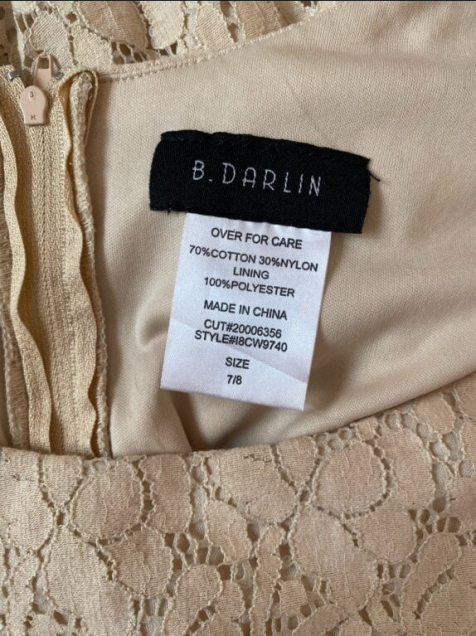 B. DARLIN
OVER FOR CARE
70%COTTON 30%NYLON
LINING
100%POLYESTER
MADE IN CHINA
CUT#20006356
STYLE#I8CW9740
SIZE
7/8